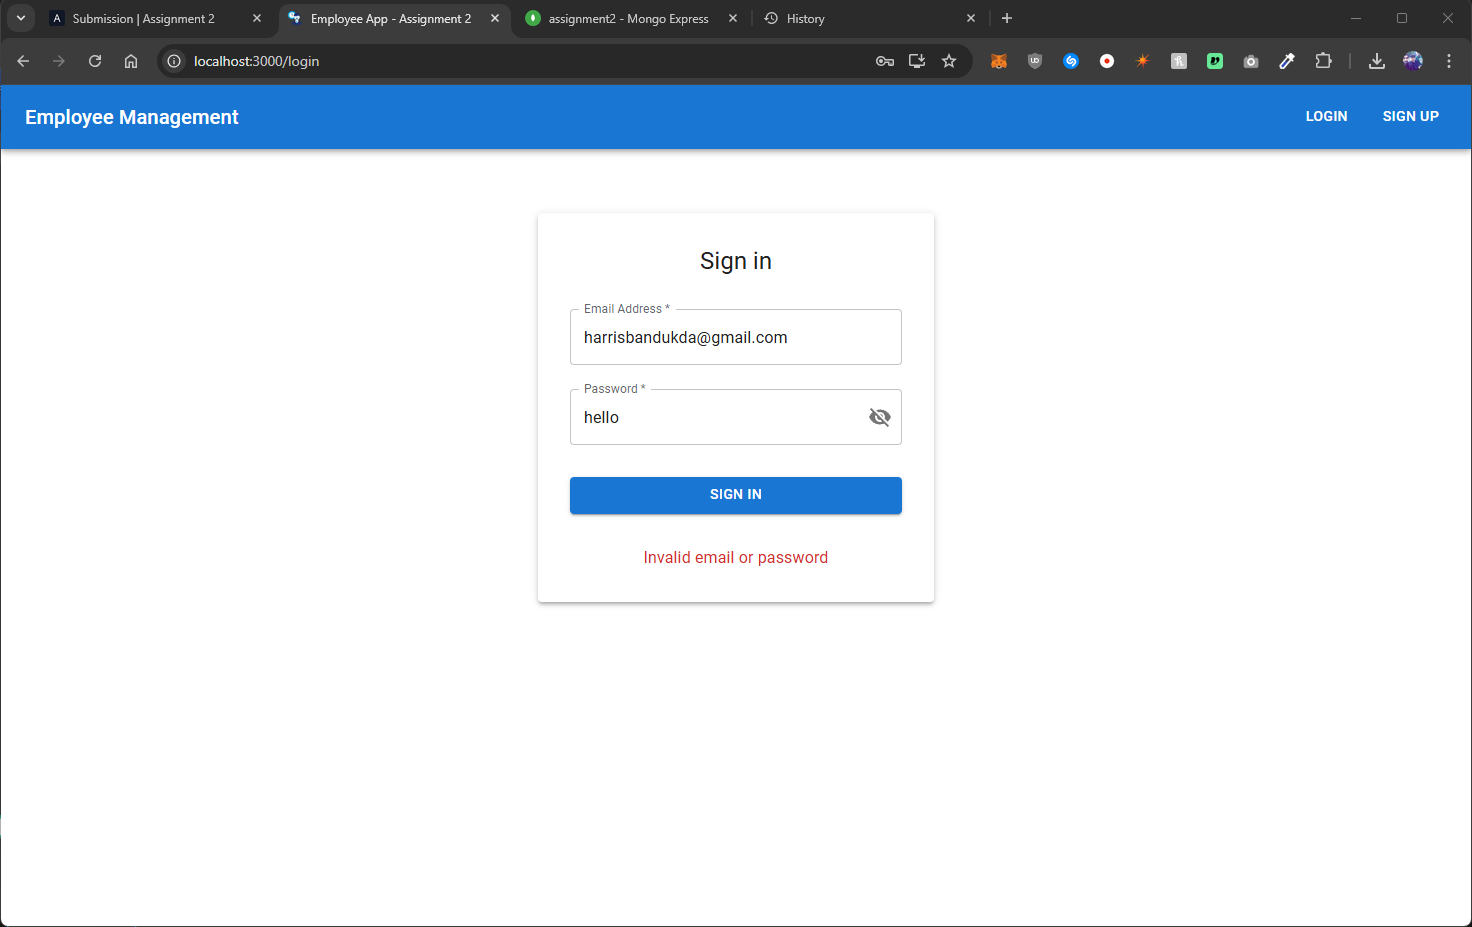 Submission | Assignment 2
Employee App - Assignment 2
assignment2 - Mongo Express
History
localhost:3000/login
Employee Management
LOGIN
SIGN UP
Sign in
Email Address *
harrisbandukda@gmail.com
Password *
hello
SIGN IN
Invalid email or password